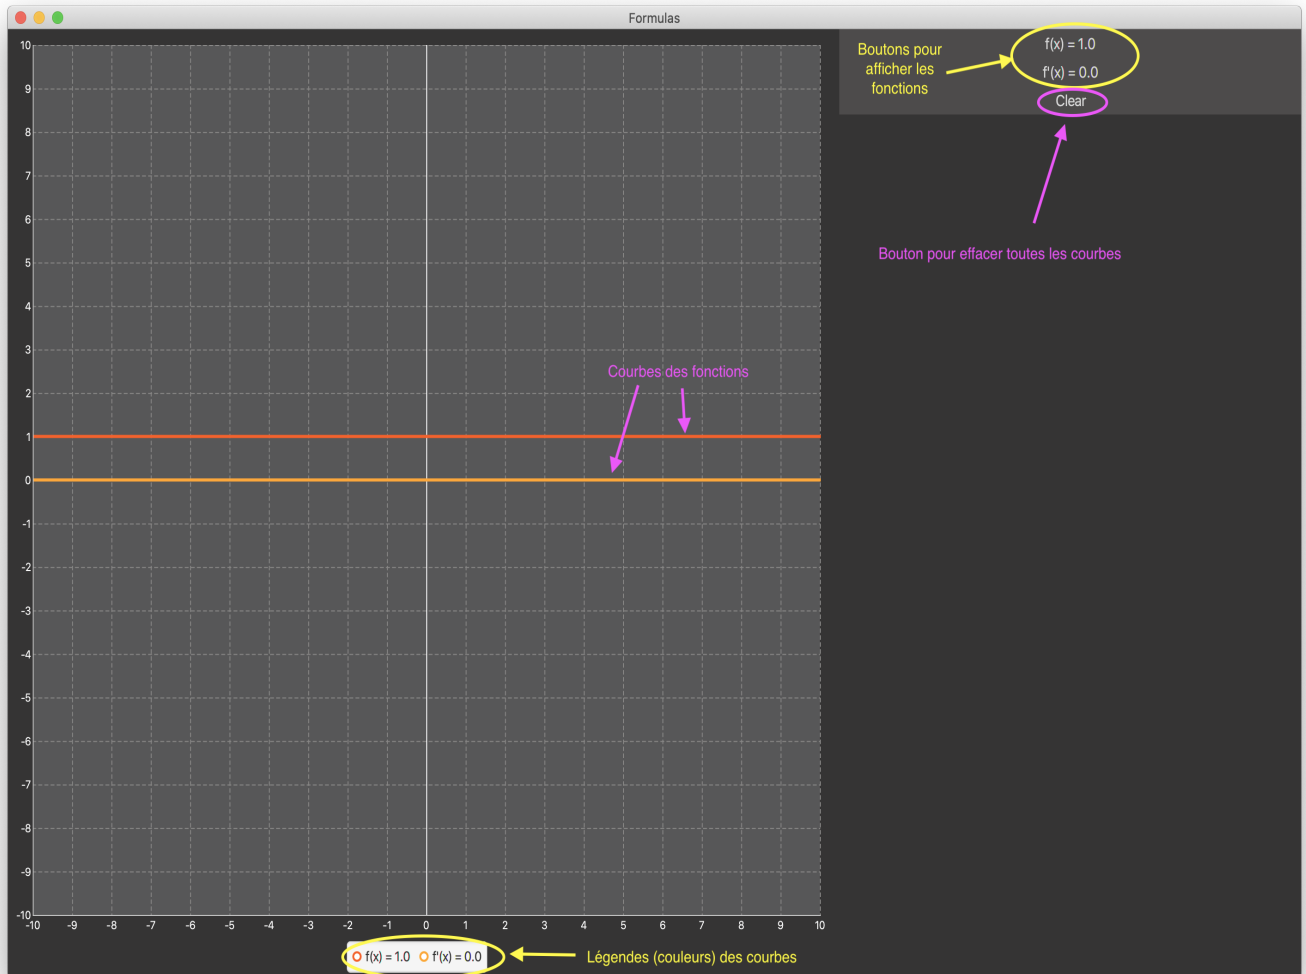 Formulas
Boutons pour
afficher les
fonctions
f(x) = 1.0
f'(x) = 0.0
Clear
Bouton pour effacer toutes les courbes
Courbes des fonctions
10
9
8
7
6
5
4
3
2
1
0
-1
-2
-3
-4
-5
-6
-7
-8
-9
-10
-10 -9 -8 -7 -6 -5 -4 -3 -2 -1 0 1 2 3 4 5 6 7 8 9 10
f(x) = 1.0 f'(x) = 0.0
Légendes (couleurs) des courbes